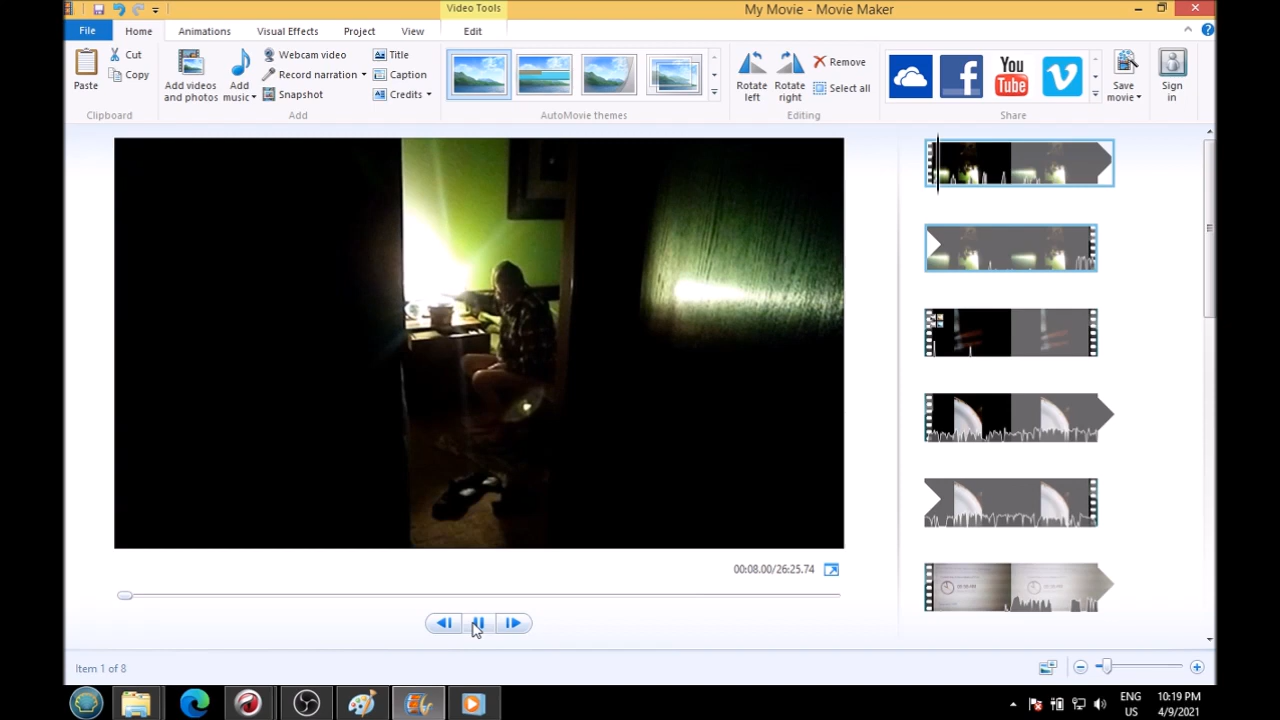 Video Tools
My Movie - Movie Maker
File
Home
Animations
Visual Effects
Project
View
Edit
Paste
Cut
Copy
Clipboard
Add videos
and photos
Add
music
Webcam video
Record narration
Snapshot
Title
Caption
Credits
Add
AutoMovie themes
Rotate
left
Rotate
right
Remove
Select all
Editing
You
Tube
Share
Save
movie
Sign
in
00:08.00/26:25.74
Item 1 of 8
ENG
US
10:19 PM
4/9/2021